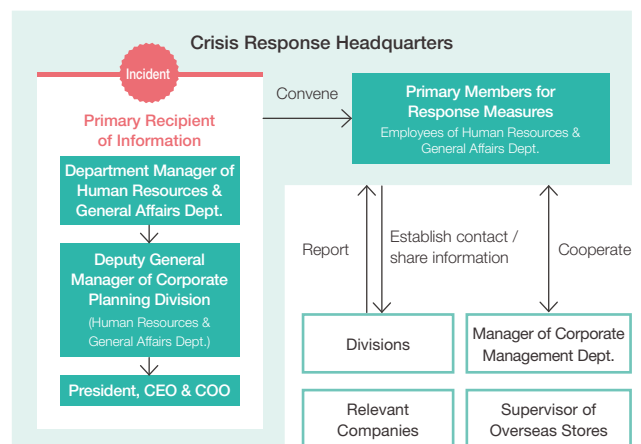 Crisis Response Headquarters
Incident
Primary Recipient
of Information
Department Manager of
Human Resources &
General Affairs Dept.
Deputy General
Manager of Corporate
Planning Division
(Human Resources &
General Affairs Dept.)
President, CEO & COO
Convene
Primary Members for
Response Measures
Employees of Human Resources &
General Affairs Dept.
Report
Establish contact /
share information
Cooperate
Divisions
Manager of Corporate
Management Dept.
Relevant
Companies
Supervisor of
Overseas Stores